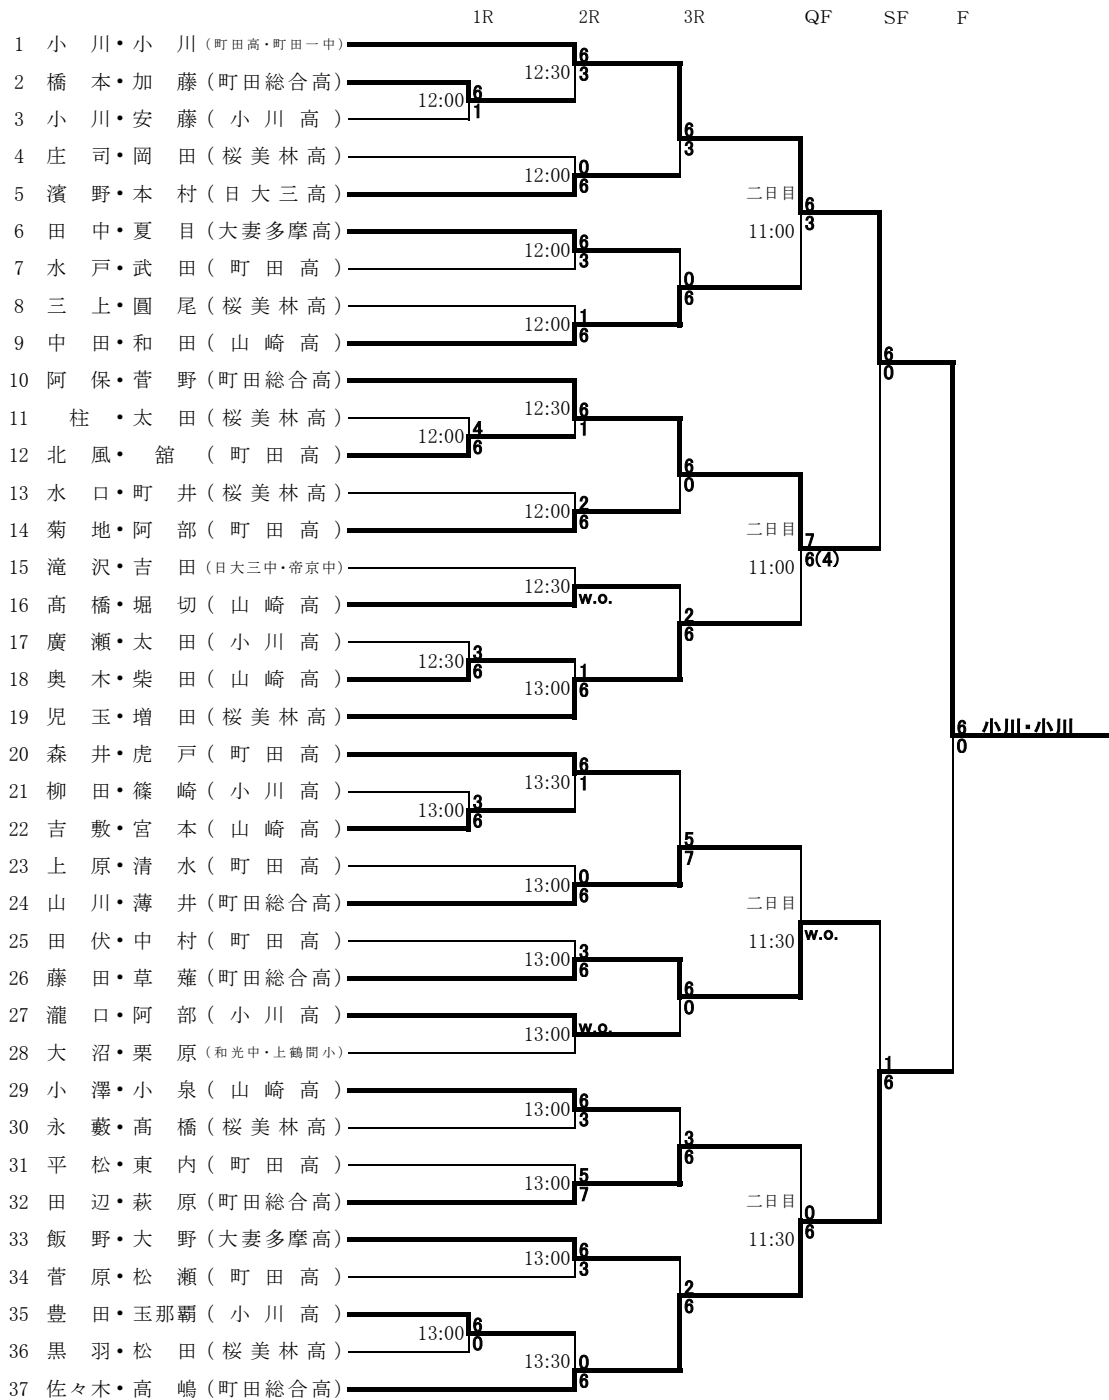 1R 2R 3R QF SF F
1 小 川・小 川 (町田高・町田一中)
6
12:30 3
2 橋 本・加 藤 (町田総合高)
6
12:00 1
3 小 川・安 藤 ( 小 川 高 )
6
3
4 庄 司・岡 田 (桜美林高)
0
12:00 6
5 濱 野・本 村 (日大三高)
二日目 6
3
11:00
6 田 中・夏 目 (大妻多摩高)
6
12:00 3
7 水 戸・武 田 ( 町 田 高 )
0
6
8 三 上・圓 尾 (桜美林高)
1
12:00 6
9 中 田・和 田 ( 山 崎 高 )
6
0
10 阿 保・菅 野 (町田総合高)
12:30 6
1
11 柱 ・太 田 (桜美林高)
4
12:00 6
12 北 風・ 舘 ( 町 田 高 )
6
0
13 水 口・町 井 (桜美林高)
2
12:00 6
14 菊 地・阿 部 ( 町 田 高 )
二日目 7
6(4)
11:00
15 滝 沢・吉 田 (日大三中・帝京中)
12:30 w.o.
16 髙 橋・堀 切 ( 山 崎 高 )
2
6
17 廣 瀬・太 田 ( 小 川 高 )
3
12:30 6
18 奥 木・柴 田 ( 山 崎 高 )
1
13:00 6
19 児 玉・増 田 (桜美林高)
6 小川・小川
0
20 森 井・虎 戸 ( 町 田 高 )
6
13:30 1
21 柳 田・篠 崎 ( 小 川 高 )
3
13:00 6
22 吉 敷・宮 本 ( 山 崎 高 )
5
7
23 上 原・清 水 ( 町 田 高 )
0
13:00 6
24 山 川・薄 井 (町田総合高)
二日目
w.o.
11:30
25 田 伏・中 村 ( 町 田 高 )
3
13:00 6
26 藤 田・草 薙 (町田総合高)
6
0
27 瀧 口・阿 部 ( 小 川 高 )
13:00 w.o.
28 大 沼・栗 原 (和光中・上鶴間小)
1
6
29 小 澤・小 泉 ( 山 崎 高 )
6
13:00 3
30 永 藪・髙 橋 (桜美林高)
3
6
31 平 松・東 内 ( 町 田 高 )
5
13:00 7
32 田 辺・萩 原 (町田総合高)
二日目 0
6
11:30
33 飯 野・大 野 (大妻多摩高)
6
13:00 3
34 菅 原・松 瀬 ( 町 田 高 )
2
6
35 豊 田・玉那覇 ( 小 川 高 )
6
13:00 0
36 黒 羽・松 田 (桜美林高)
0
13:30 6
37 佐々木・高 嶋 (町田総合高)